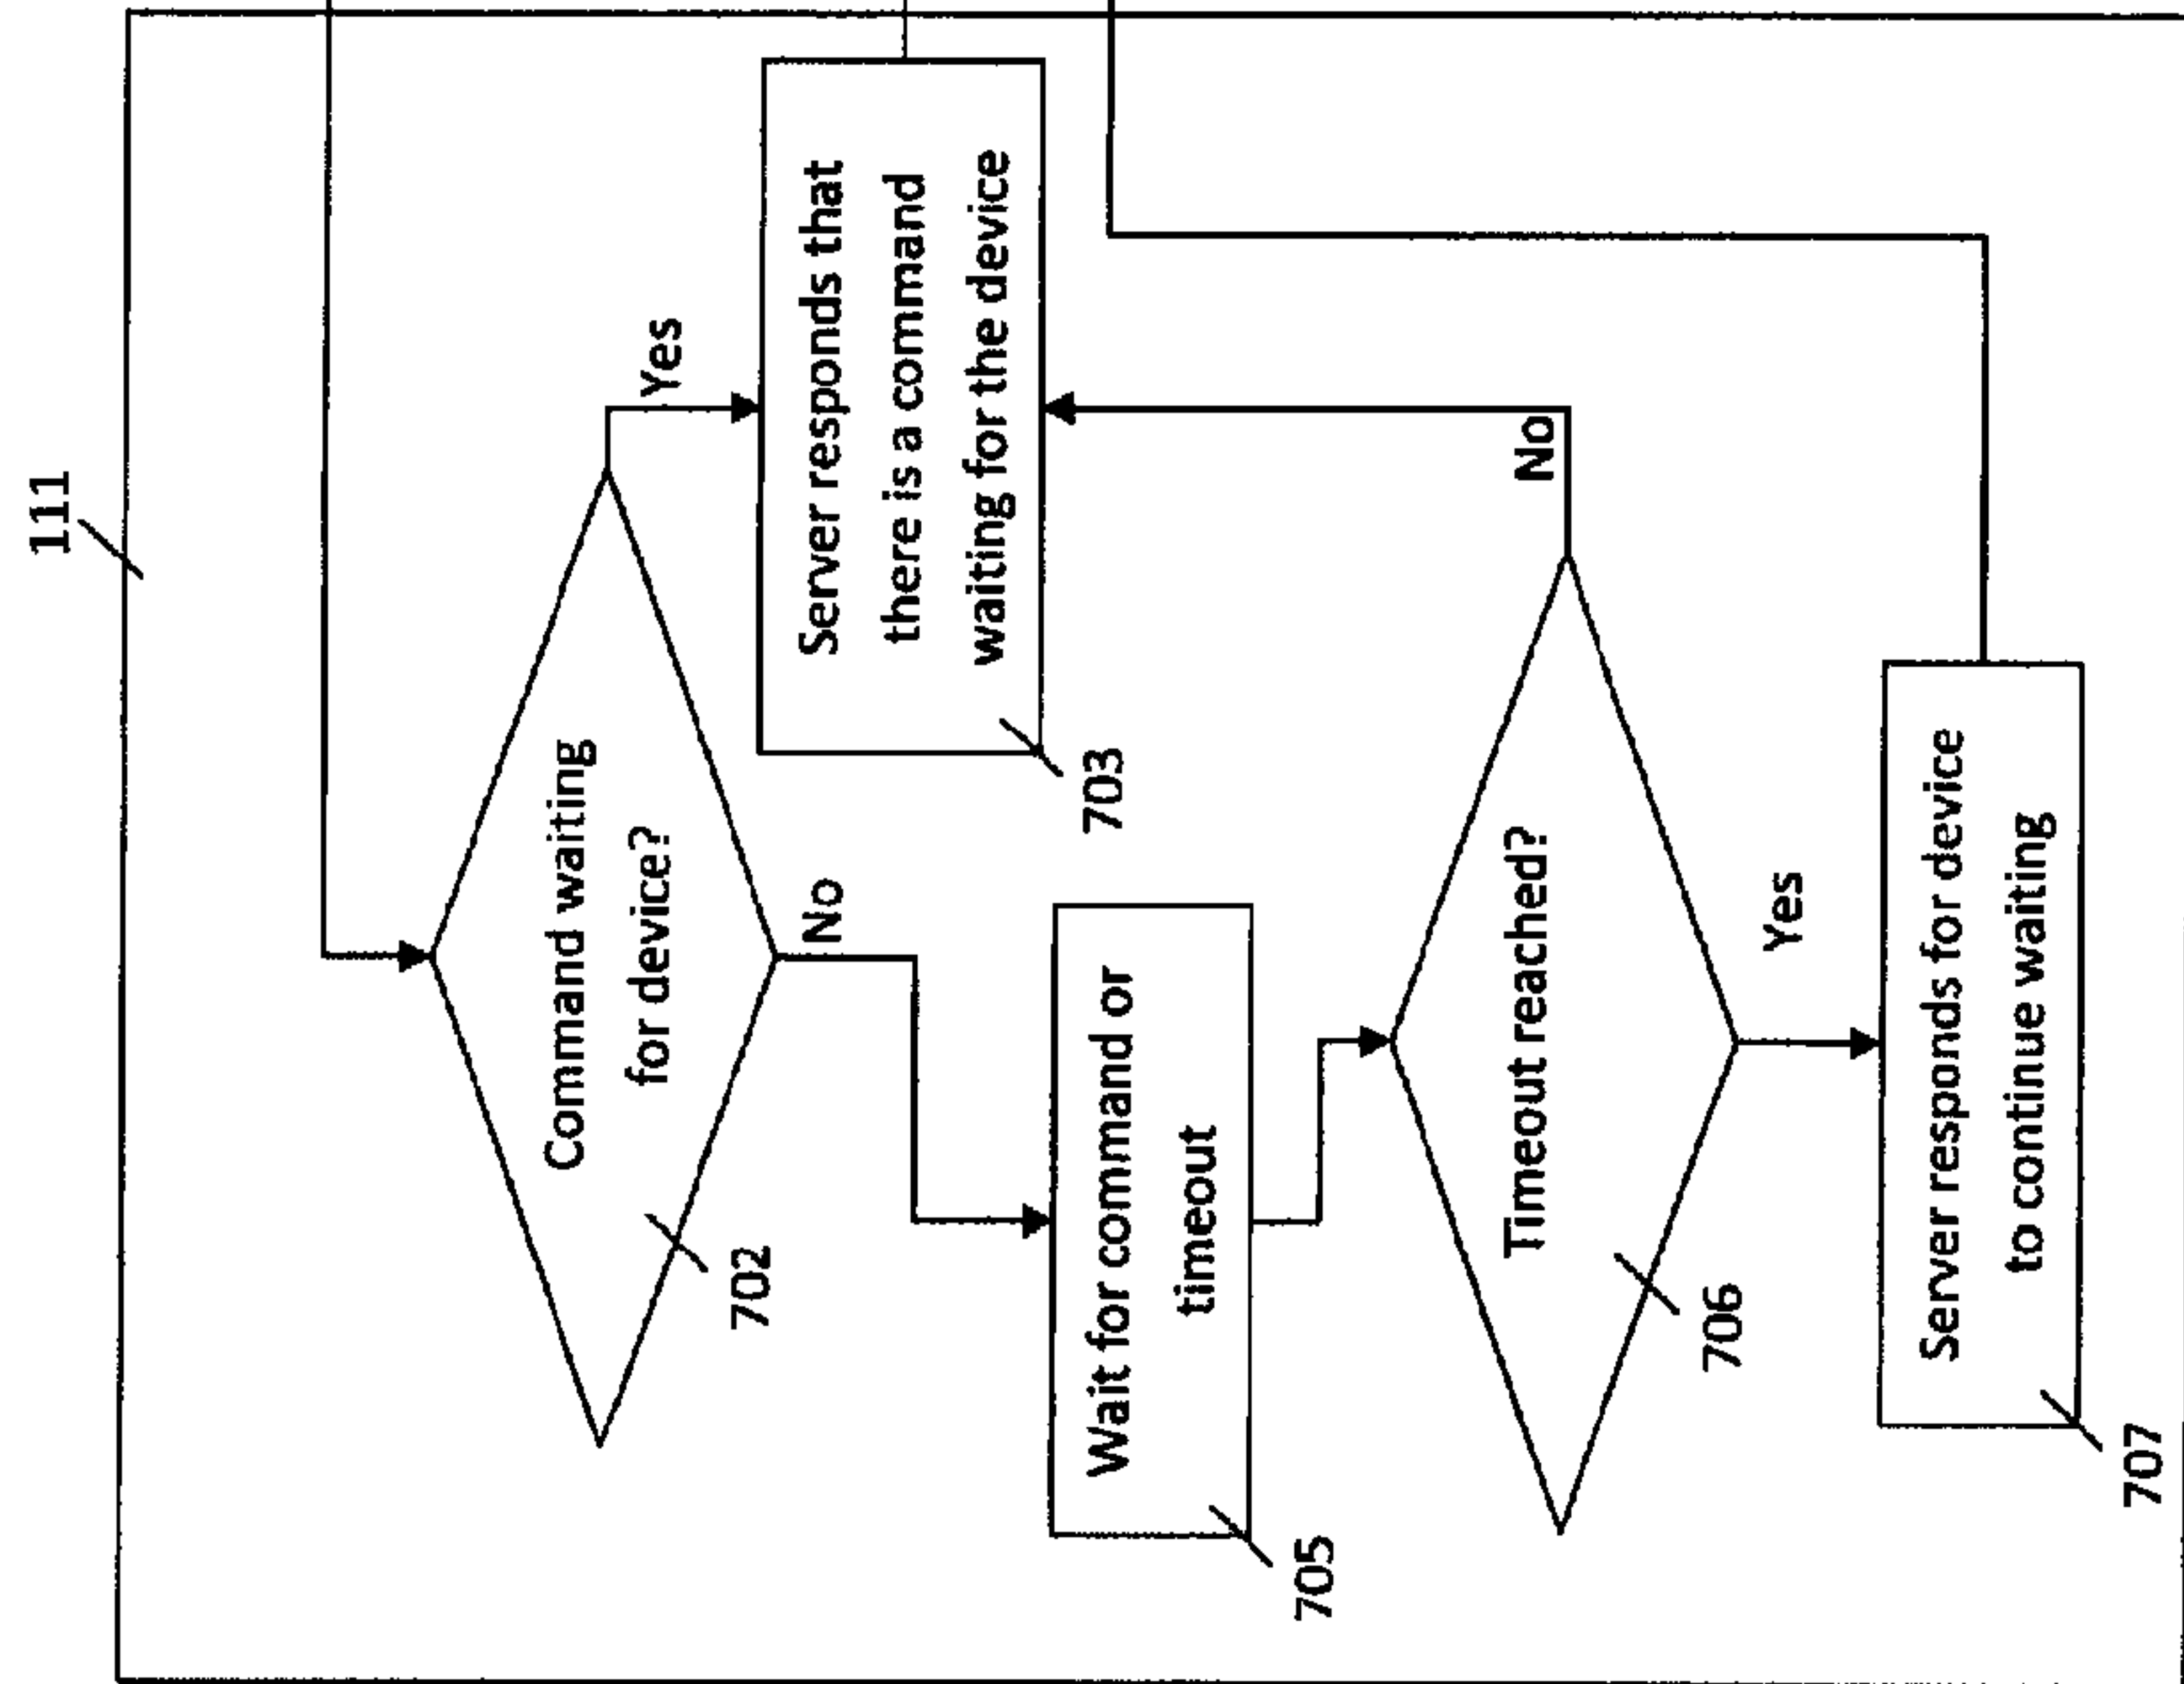 111
Command waiting
for device?
702
Yes
No
Server responds that
there is a command
waiting for the device
703
Wait for command or
timeout
705
Timeout reached?
706
No
Yes
Server responds for device
to continue waiting
707